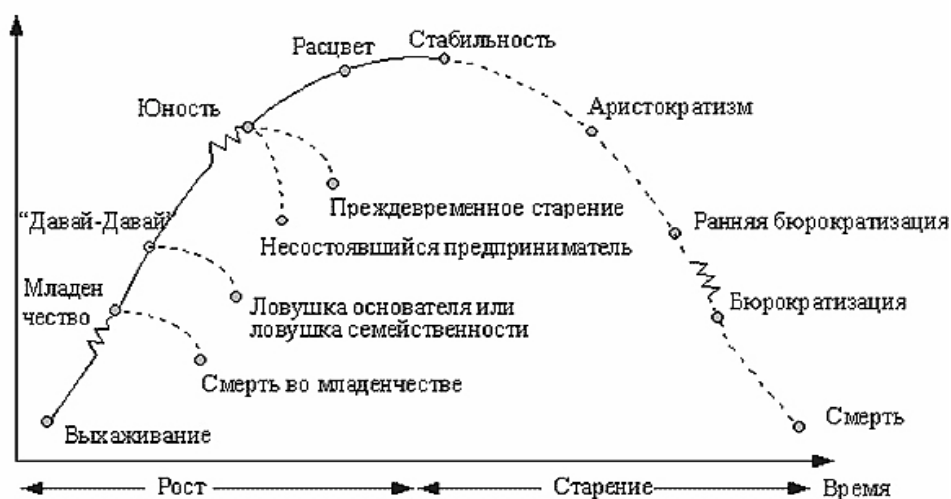 Расцвет
Стабильность
Юность
Аристократизм
Преждевременное старение
“Давай-Давай”
Несостоявшийся предприниматель
Ранняя бюрократизация
Младен
чество
Ловушка основателя или
ловушка семейственности
Бюрократизация
Смерть во младенчестве
Выхаживание
Смерть
Рост
Старение
Время